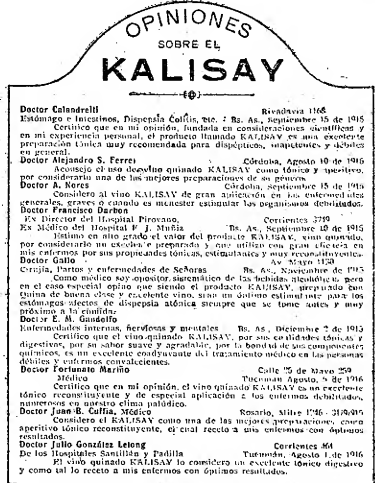 OPINIONES
SOBRE EL
KALISAY
Doctor Calandrelli Rivadavia 1168
Estómago e Intestinos, Dispepsia Colitis, etc. Bs. As., Septiembre 15 de 1915
Certifico que en mi opinión, fundada en consideraciones científicas y
en mi experiencia personal, el producto llamado KALISAY es una excelente
preparación tónica muy recomendada para dispépticos, inapetentes y débiles
en general.
Doctor Alejandro S. Ferrer Córdoba, Agosto 10 de 1916
Aconsejo el uso de vino quinado KALISAY como tónico y aperitivo,
por considerarlo una de las mejores preparaciones de su género.
Doctor A. Nores Córdoba, Septiembre 15 de 1916
Considero al vino KALISAY de gran aplicación en las enfermedades
generales, graves ó cuando es menester estimular los organismos debilitados.
Doctor Francisco Darbon
Ex Director del Hospital Pirovano, Corrientes
Ex Médico del Hospital F. J. Muñiz Bs. As., Septiembre 10 de 1915
Estimo en alto grado el valor del producto KALISAY, vino quinado,
por considerarlo un excelente preparado y que utilizo con gran eficacia en
mis enfermos por sus propiedades tónicas, estimulantes y muy reconstituyentes.
Doctor Gallo Av Mayo
Cirugía, Partos y enfermedades de Señoras Bs. As., Noviembre de 1915
Como médico soy opositor sistemático de las bebidas alcohólicas, pero
en el caso especial opino que siendo el producto KALISAY, preparado con
Quina de buena clase y excelente vino, sea un óptimo estimulante para los
estómagos afectos de dispepsia atónica siempre que se tome antes y muy
próximo a la comida.
Doctor E. M. Gandolfo
Enfermedades internas, nerviosas y mentales Bs. As., Diciembre 2 de 1915
Certifico que el vino quinado KALISAY, por sus cualidades tónicas y
digestivas, por su sabor suave y agradable, por la bondad de sus componentes
químicos, es un excelente coadyuvante del tratamiento médico en las personas
débiles y enfermos convalecientes.
Doctor Fortunato Mariño Calle 25 de Mayo 259
Médico Tucumán, Agosto 8 de 1916
Certifico que en mi opinión, el vino quinado KALISAY es un excelente
tónico reconstituyente y de especial aplicación a los enfermos debilitados,
numerosos en nuestro clima palúdico.
Doctor Juan B. Cuffia, Médico Rosario, Mitre
Considero el KALISAY como una de las mejores preparaciones, como
aperitivo tónico reconstituyente, el cual receto a mis enfermos con óptimos
resultados.
Doctor Julio González Lelong Corrientes 464
De los Hospitales Santillán y Padilla Tucumán, Agosto 1 de 1916
El vino quinado KALISAY lo considero un excelente tónico digestivo
y como tal lo receto a mis enfermos con óptimos resultados.